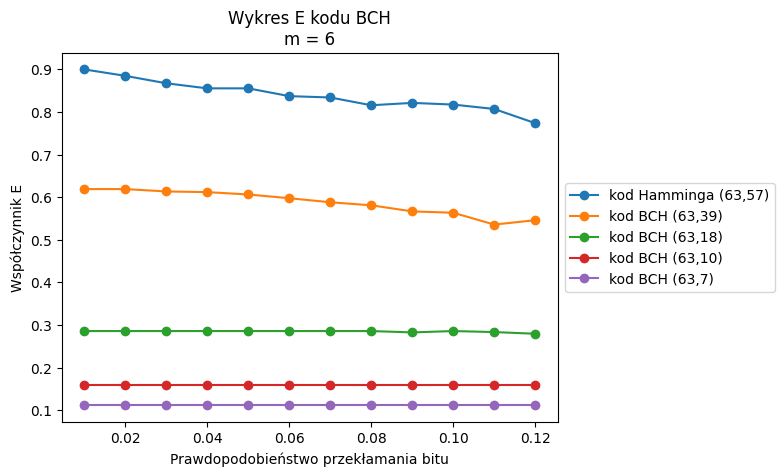 Wykres E kodu BCH
m = 6
Współczynnik E
0.9
0.8
0.7
0.6
0.5
0.4
0.3
0.2
0.1
0.02 0.04 0.06 0.08 0.10 0.12
Prawdopodobieństwo przekłamania bitu
kod Hamminga (63,57)
kod BCH (63,39)
kod BCH (63,18)
kod BCH (63,10)
kod BCH (63,7)